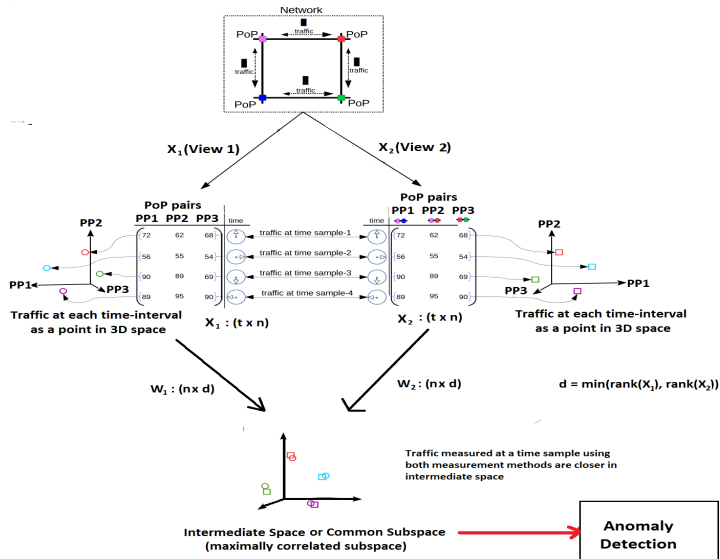 Network
PoP traffic PoP
traffic traffic
traffic
PoP PoP
X1(View 1) X2(View 2)
PoP pairs
PP1 PP2 PP3 time
72 62 68
56 55 54
90 89 69
89 95 90
X1 : (t x n)
PP2
PP1
PP3
Traffic at each time-interval
as a point in 3D space
traffic at time sample-1
traffic at time sample-2
traffic at time sample-3
traffic at time sample-4
PoP pairs
time PP1 PP2 PP3
72 62 68
56 55 54
90 89 69
89 95 90
X2 : (t x n)
PP2
PP1
PP3
Traffic at each time-interval
as a point in 3D space
W1 : (nx d) W2 : (nx d) d = min(rank(X1), rank(X2))
Traffic measured at a time sample using
both measurement methods are closer in
intermediate space
Intermediate Space or Common Subspace
(maximally correlated subspace)
Anomaly
Detection